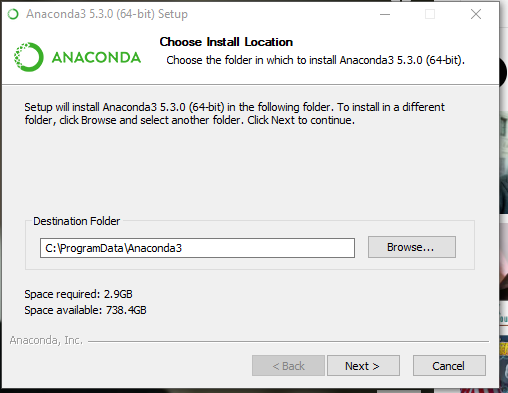 Anaconda3 5.3.0 (64-bit) Setup
ANACONDA
Choose Install Location
Choose the folder in which to install Anaconda3 5.3.0 (64-bit).
Setup will install Anaconda3 5.3.0 (64-bit) in the following folder. To install in a different
folder, click Browse and select another folder. Click Next to continue.
Destination Folder
C:\ProgramData\Anaconda3
Browse...
Space required: 2.9GB
Space available: 738.4GB
Anaconda, Inc.
< Back
Next >
Cancel